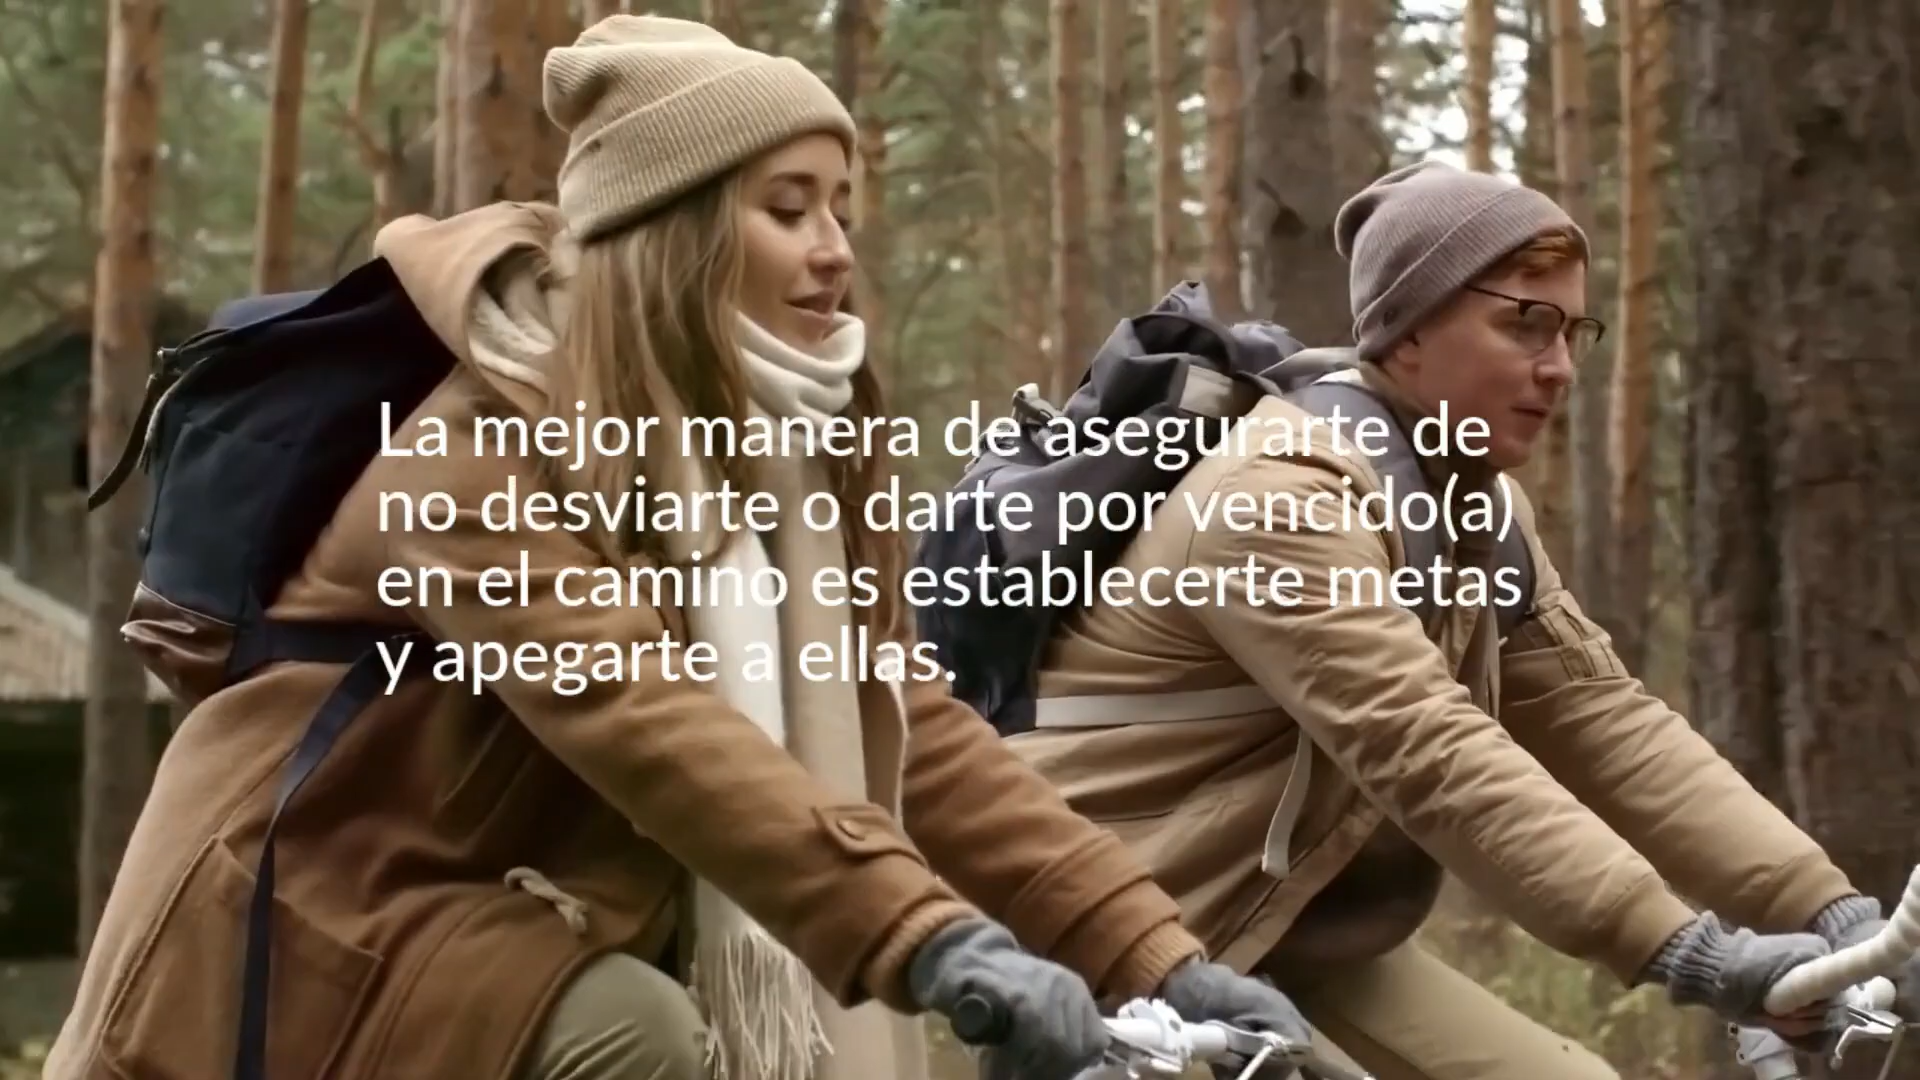 La mejor manera de asegurarte de
no desviarte o darte por vencido(a)
en el camino es establecerte metas
y apegarte a ellas.